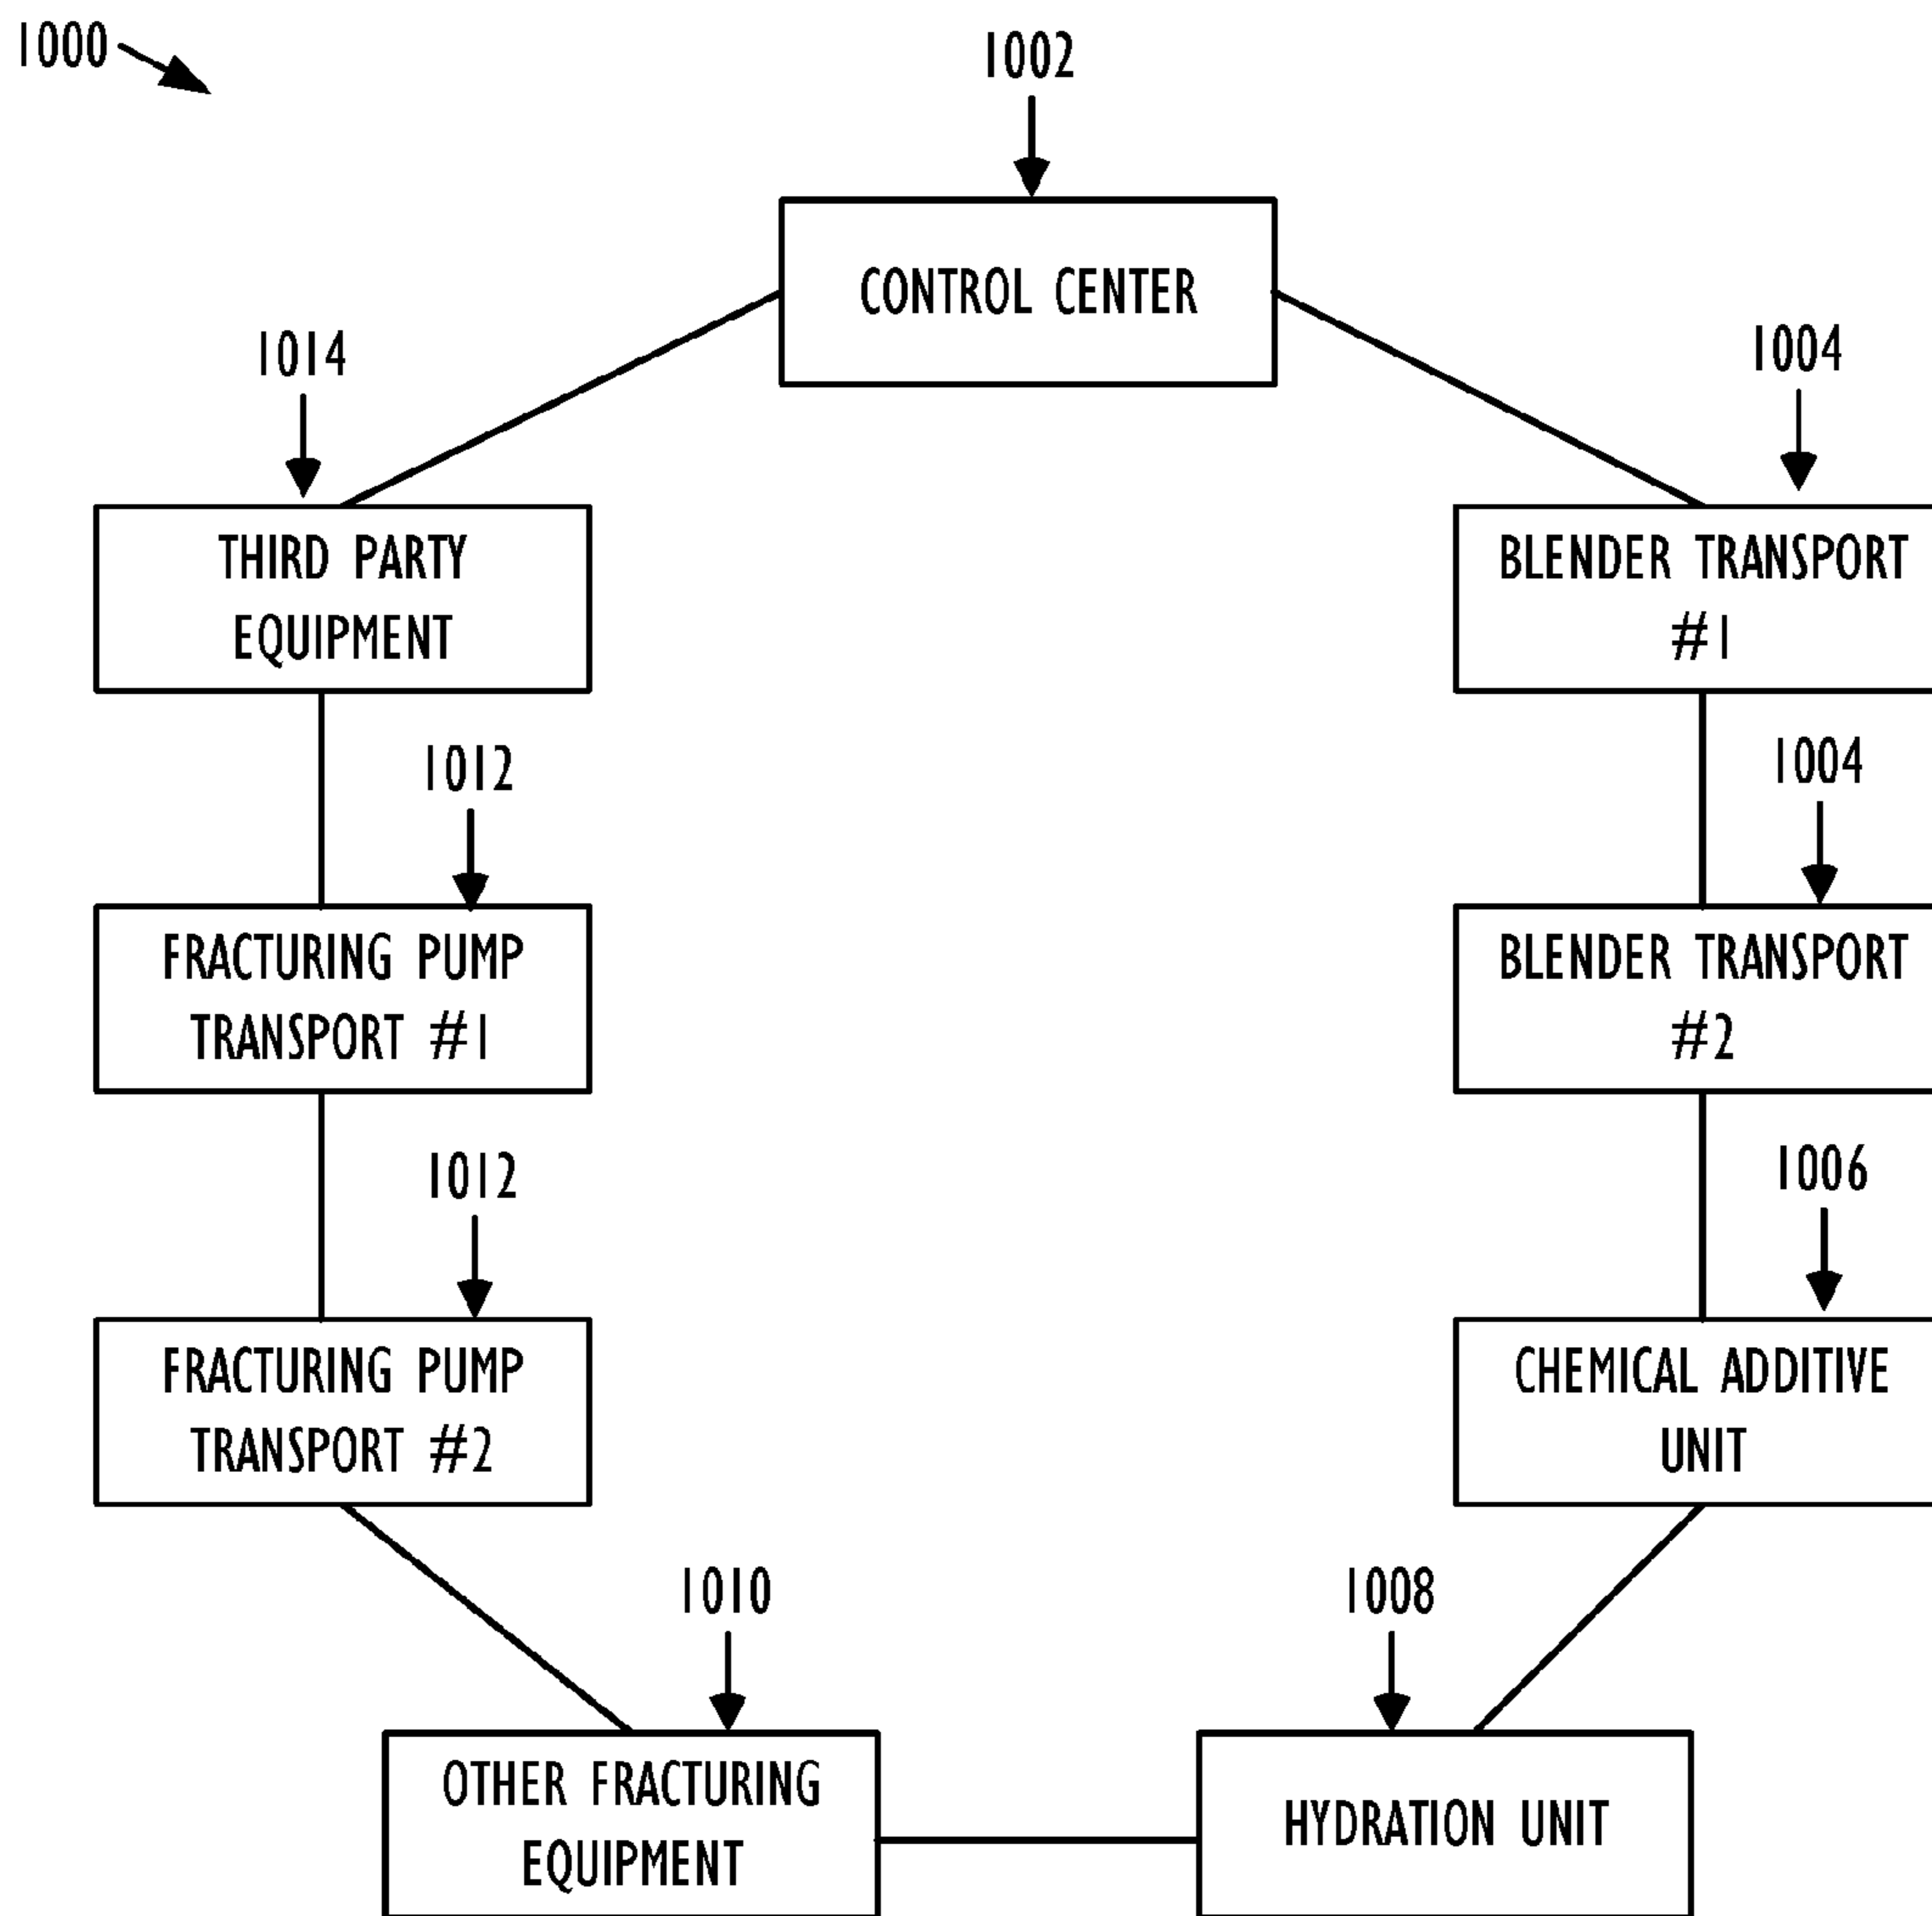 1000
1002
CONTROL CENTER
1014
1004
THIRD PARTY
EQUIPMENT
BLENDER TRANSPORT
#1
1012
1004
FRACTURING PUMP
TRANSPORT #1
BLENDER TRANSPORT
#2
1012
1006
FRACTURING PUMP
TRANSPORT #2
CHEMICAL ADDITIVE
UNIT
1010
1008
OTHER FRACTURING
EQUIPMENT
HYDRATION UNIT